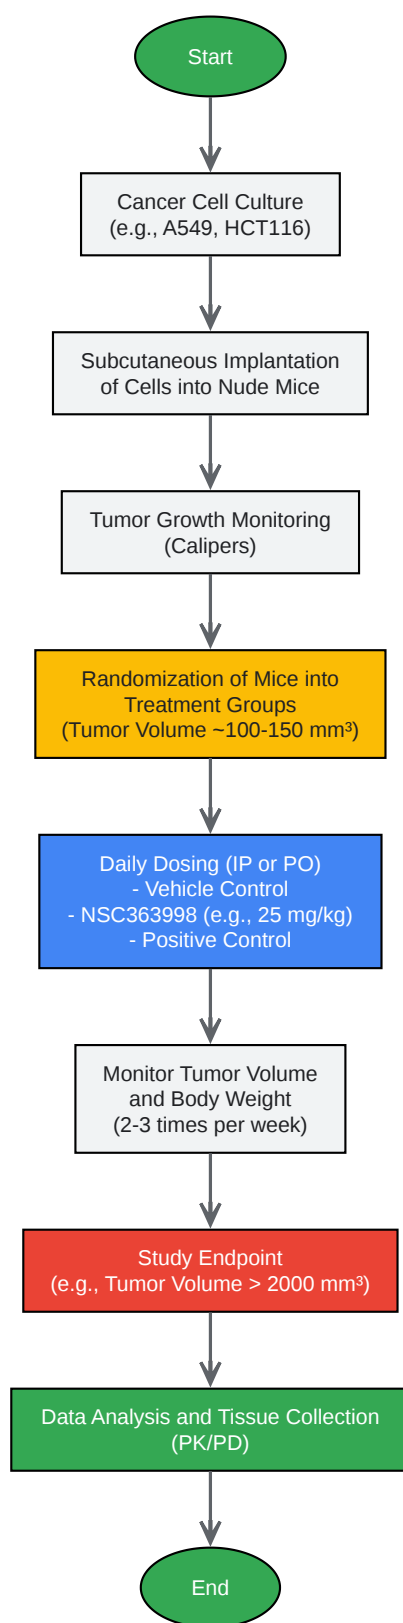 Start
Cancer Cell Culture
(e.g., A549, HCT116)
Subcutaneous Implantation
of Cells into Nude Mice
Tumor Growth Monitoring
(Calipers)
Randomization of Mice into
Treatment Groups
(Tumor Volume ~100-150 mm³)
Daily Dosing (IP or PO)
- Vehicle Control
- NSC363998 (e.g., 25 mg/kg)
- Positive Control
Monitor Tumor Volume
and Body Weight
(2-3 times per week)
Study Endpoint
(e.g., Tumor Volume > 2000 mm³)
Data Analysis and Tissue Collection
(PK/PD)
End